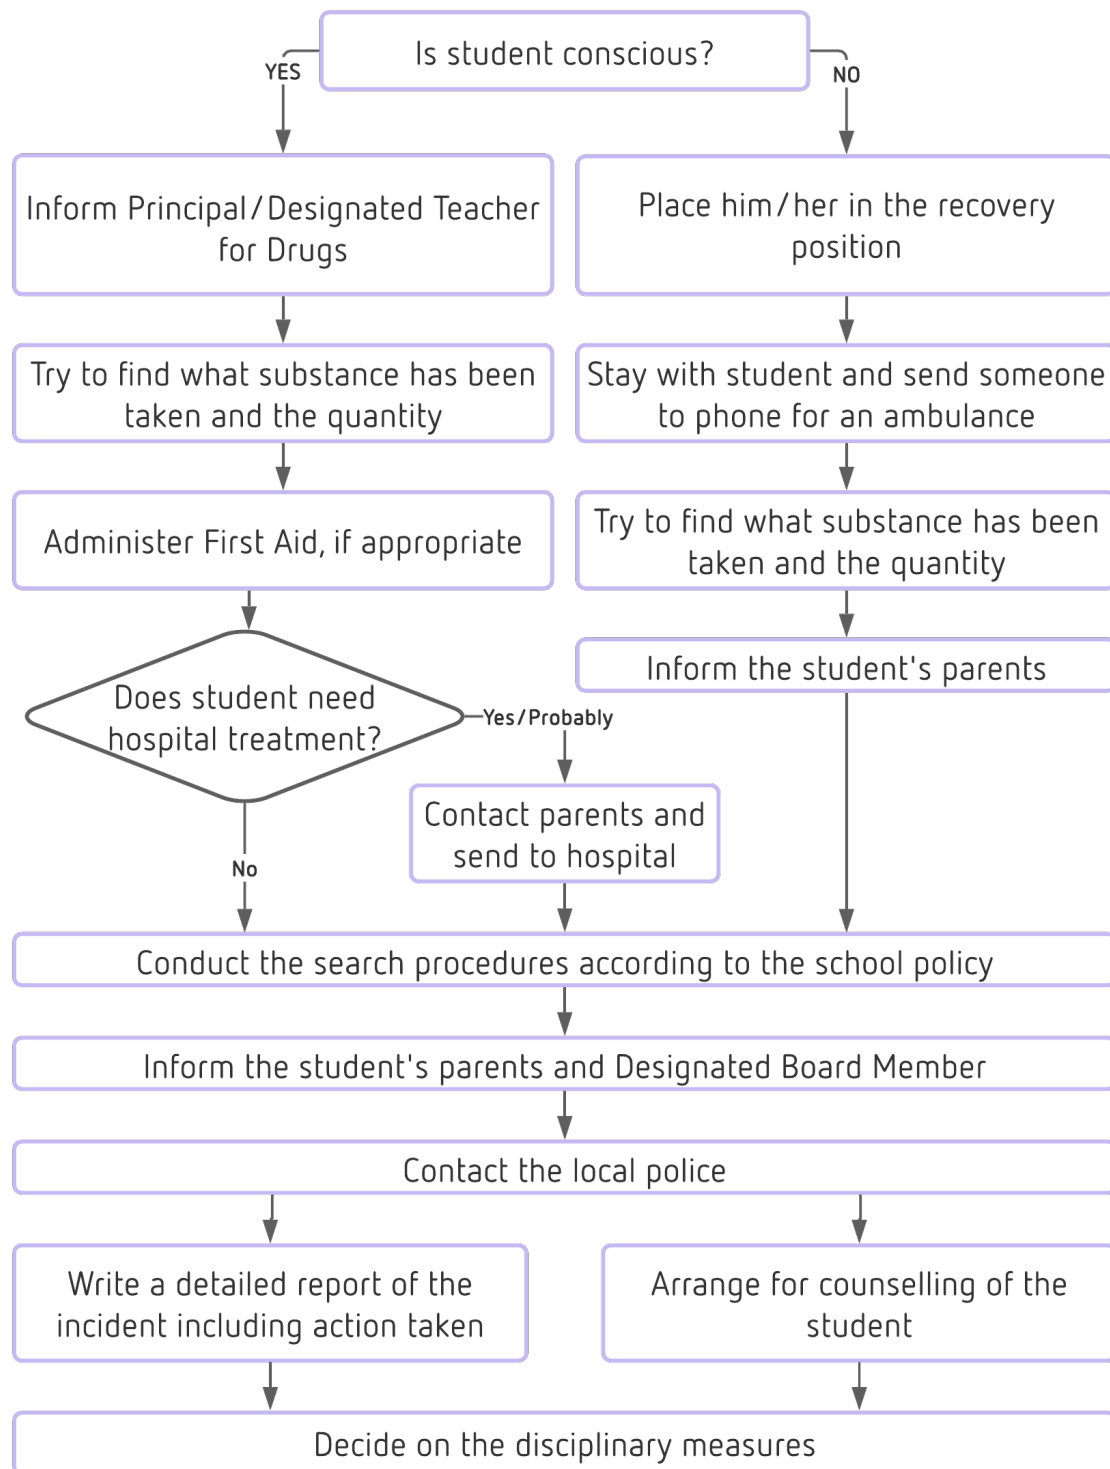 Is student conscious?
YES
NO
Inform Principal/Designated Teacher
for Drugs
Place him/her in the recovery
position
Try to find what substance has been
taken and the quantity
Stay with student and send someone
to phone for an ambulance
Administer First Aid, if appropriate
Try to find what substance has been
taken and the quantity
Does student need
hospital treatment?
Yes/Probably
Inform the student's parents
Contact parents and
send to hospital
No
Conduct the search procedures according to the school policy
Inform the student's parents and Designated Board Member
Contact the local police
Write a detailed report of the
incident including action taken
Arrange for counselling of the
student
Decide on the disciplinary measures